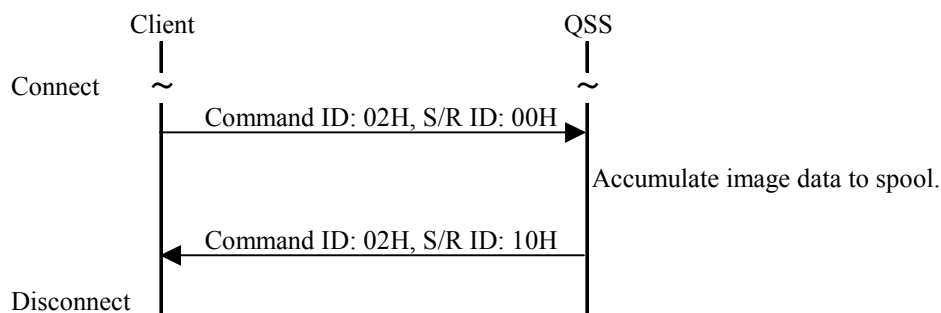 Client
QSS
Connect
~
~
Command ID: 02H, S/R ID: 00H
Accumulate image data to spool.
Command ID: 02H, S/R ID: 10H
Disconnect